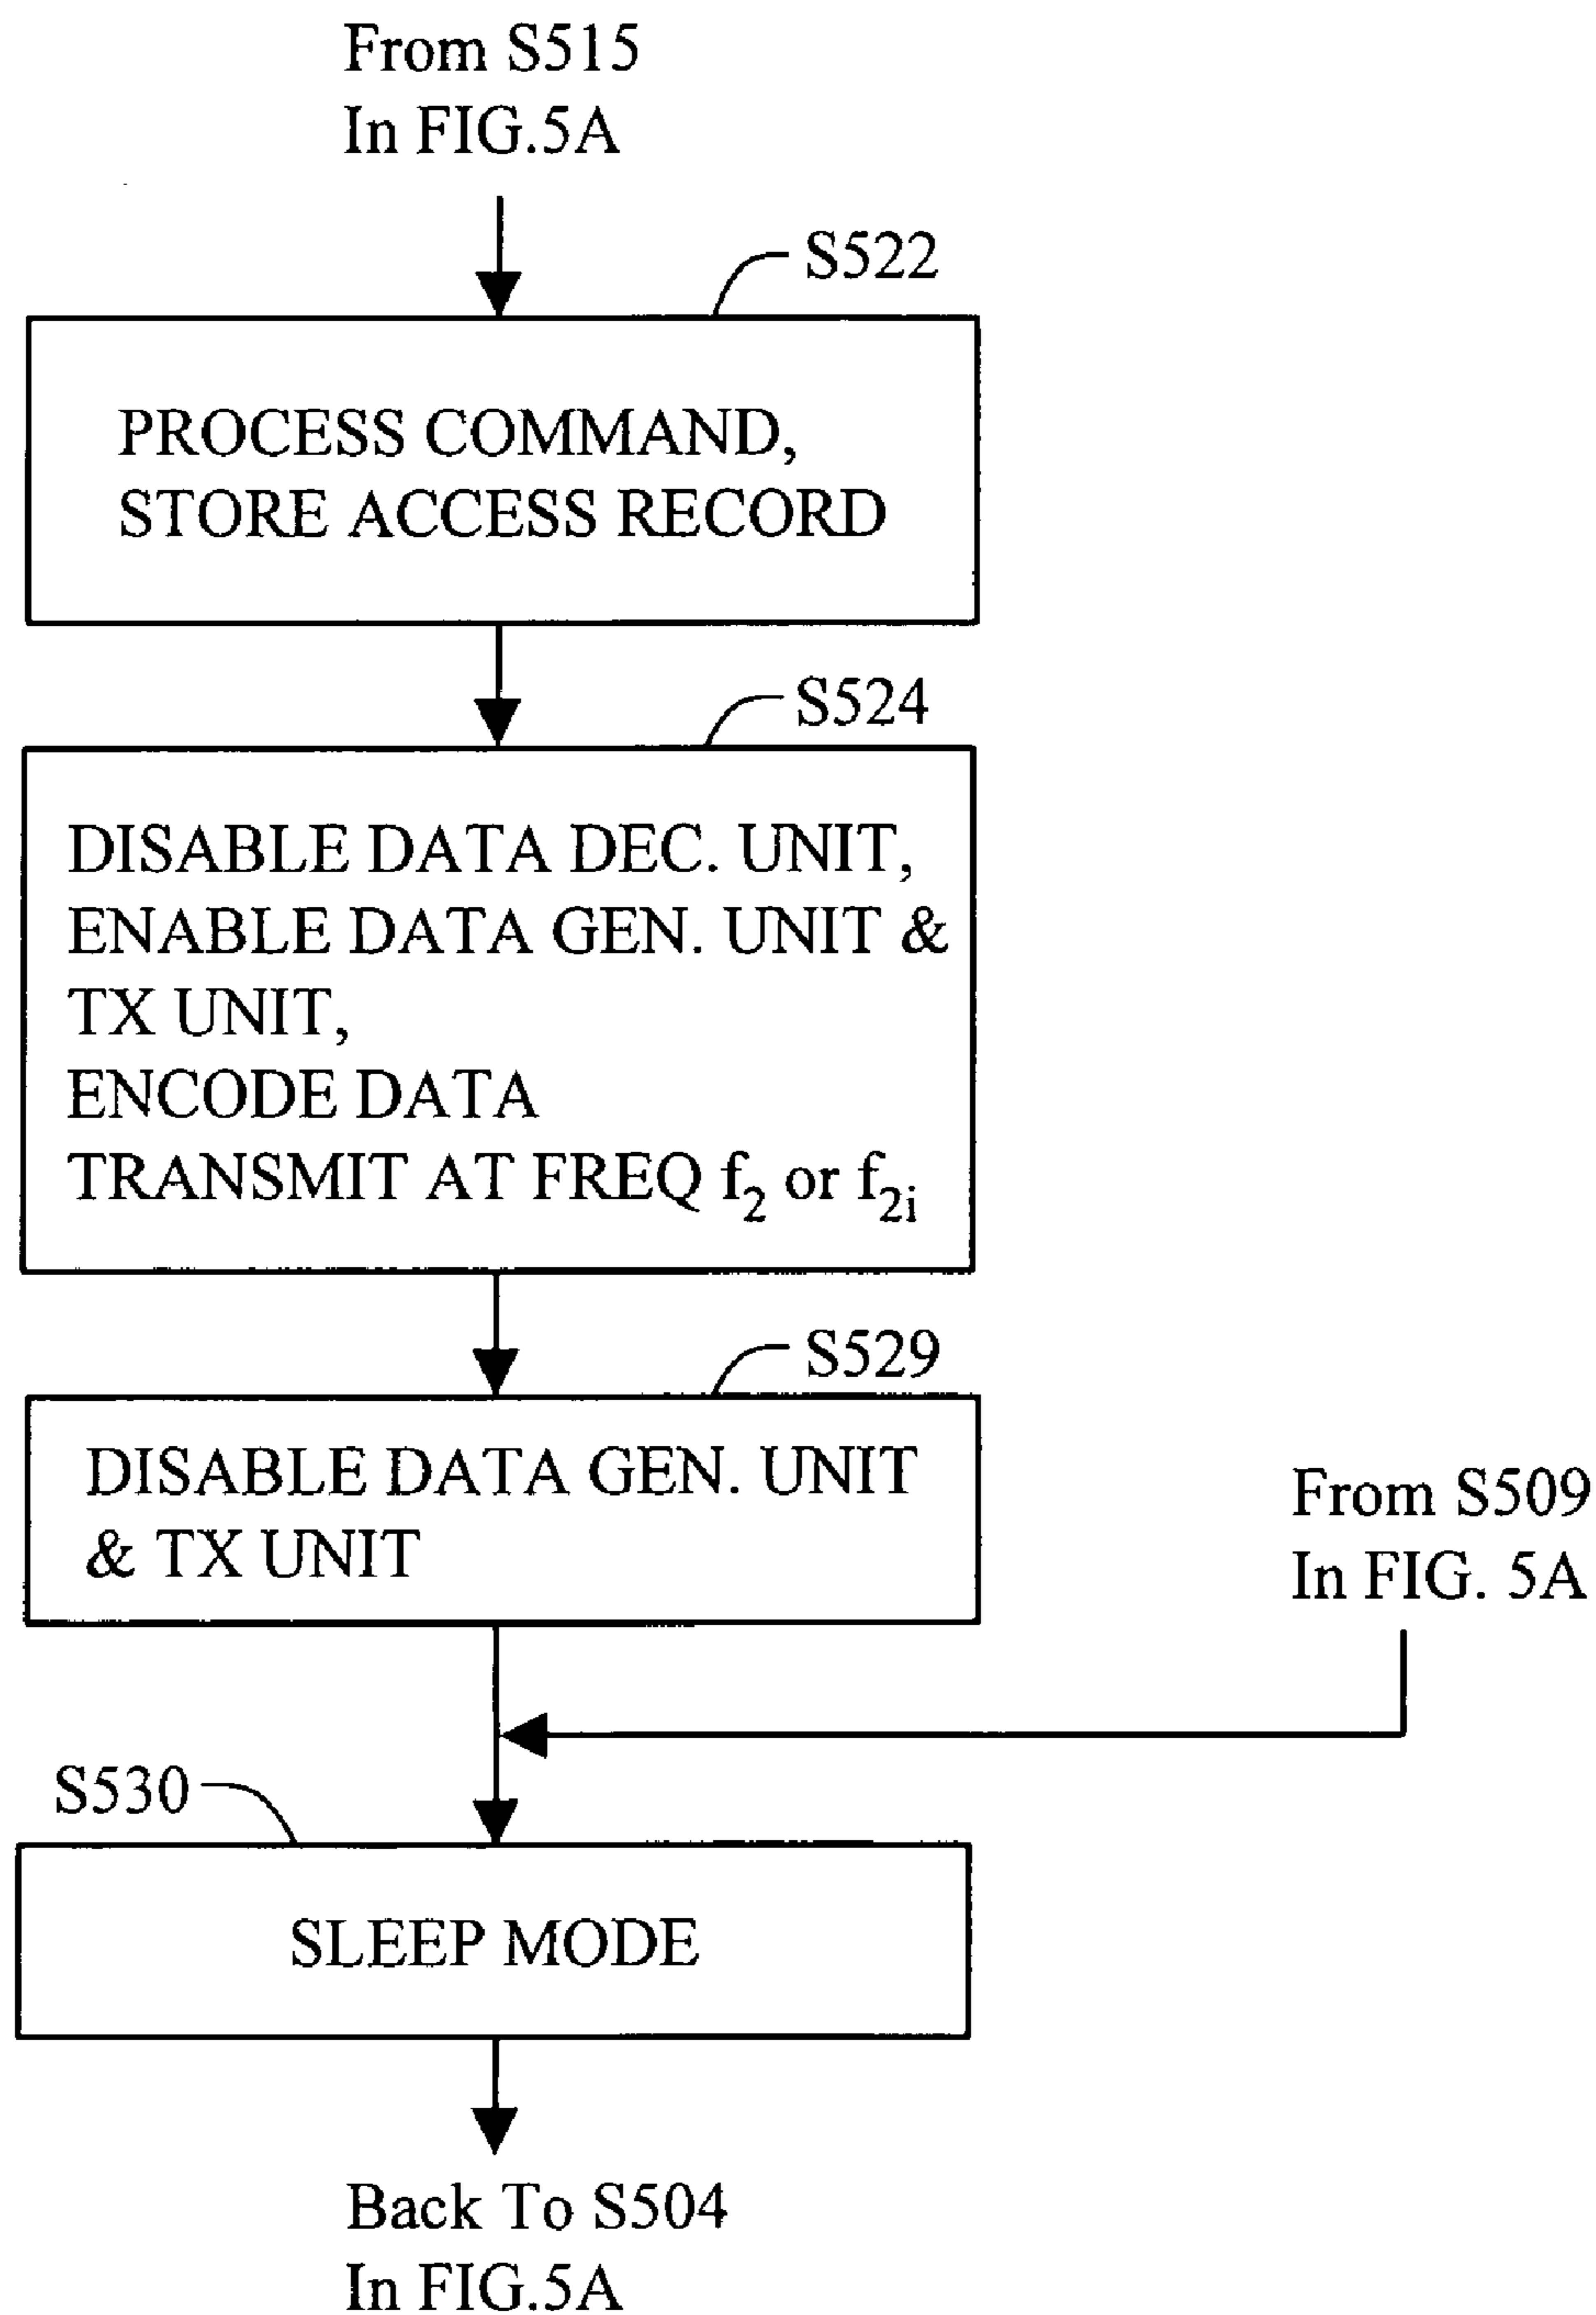 From S515
In FIG.5A
S522
PROCESS COMMAND,
STORE ACCESS RECORD
S524
DISABLE DATA DEC. UNIT,
ENABLE DATA GEN. UNIT &
TX UNIT,
ENCODE DATA
TRANSMIT AT FREQ f2 or f2i
S529
DISABLE DATA GEN. UNIT
& TX UNIT
From S509
In FIG. 5A
S530
SLEEP MODE
Back To S504
In FIG.5A